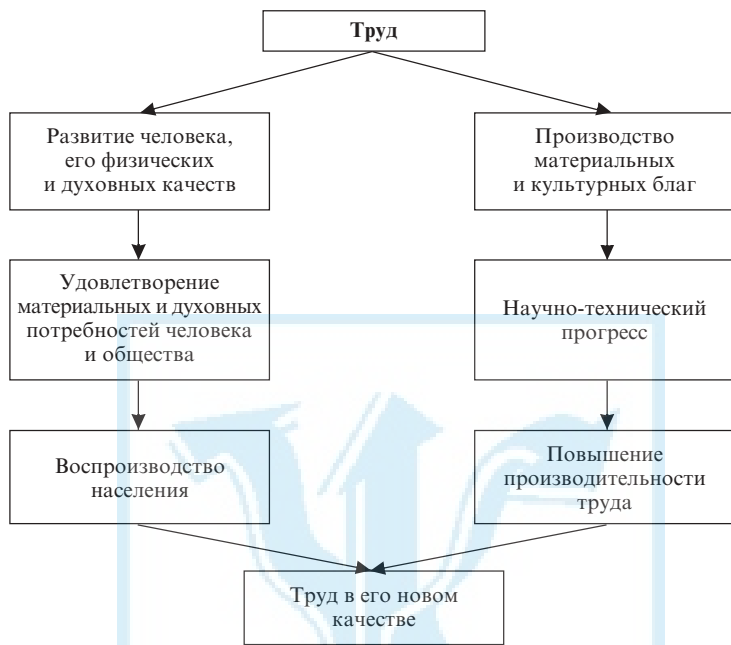 Труд
Развитие человека,
его физических
и духовных качеств
Производство
материальных
и культурных благ
Удовлетворение
материальных и духовных
потребностей человека
и общества
Научно-технический
прогресс
Воспроизводство
населения
Повышение
производительности
труда
Труд в его новом
качестве